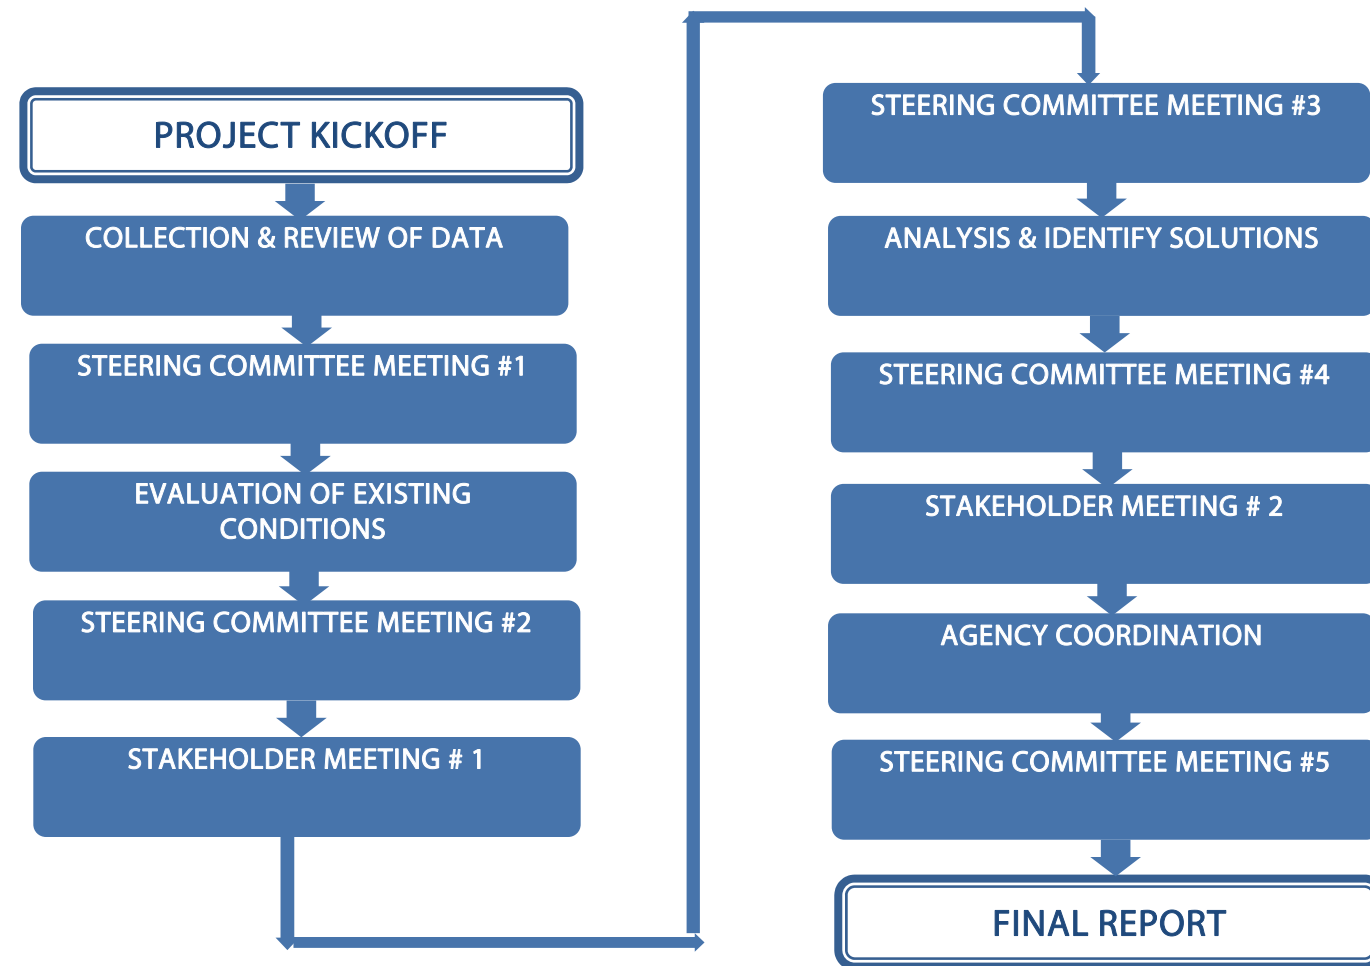 PROJECT KICKOFF
COLLECTION & REVIEW OF DATA
STEERING COMMITTEE MEETING #1
EVALUATION OF EXISTING
CONDITIONS
STEERING COMMITTEE MEETING #2
STAKEHOLDER MEETING # 1
STEERING COMMITTEE MEETING #3
ANALYSIS & IDENTIFY SOLUTIONS
STEERING COMMITTEE MEETING #4
STAKEHOLDER MEETING # 2
AGENCY COORDINATION
STEERING COMMITTEE MEETING #5
FINAL REPORT